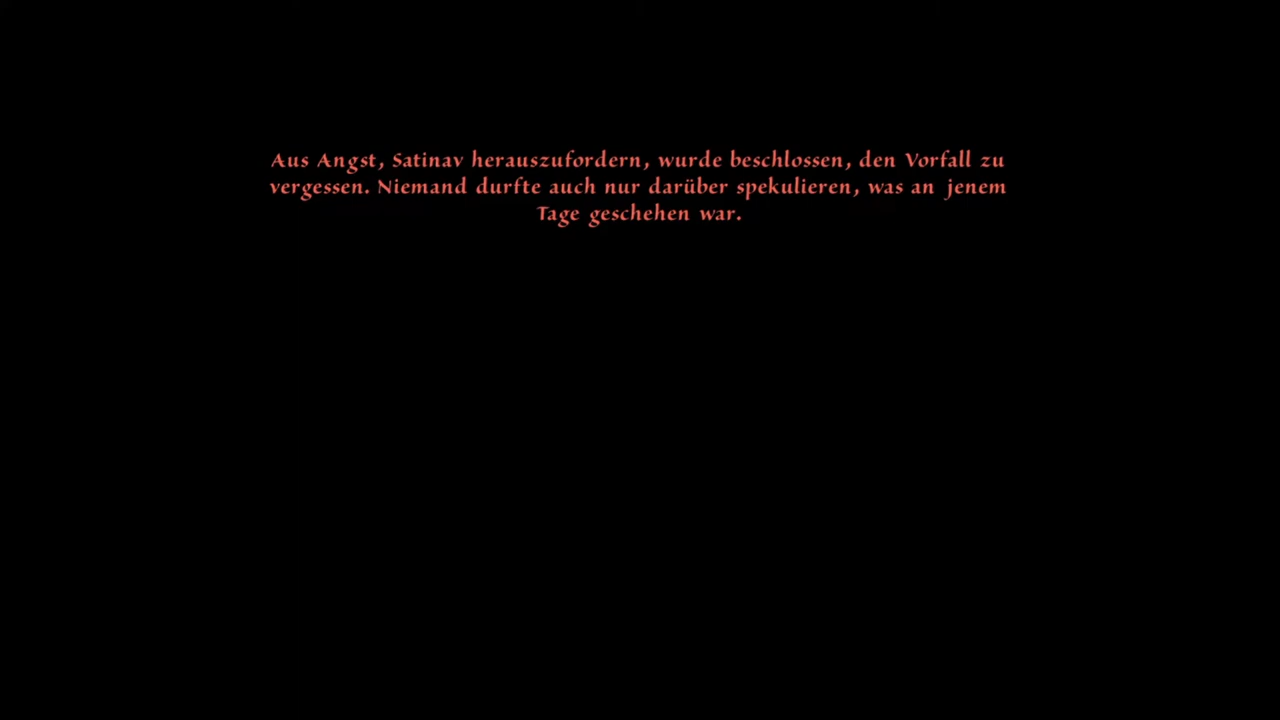 Aus Angst, Satinav herauszufordern, wurde beschlossen, den Vorfall zu
vergessen. Niemand durfte auch nur darüber spekulieren, was an jenem
Tage geschehen war.